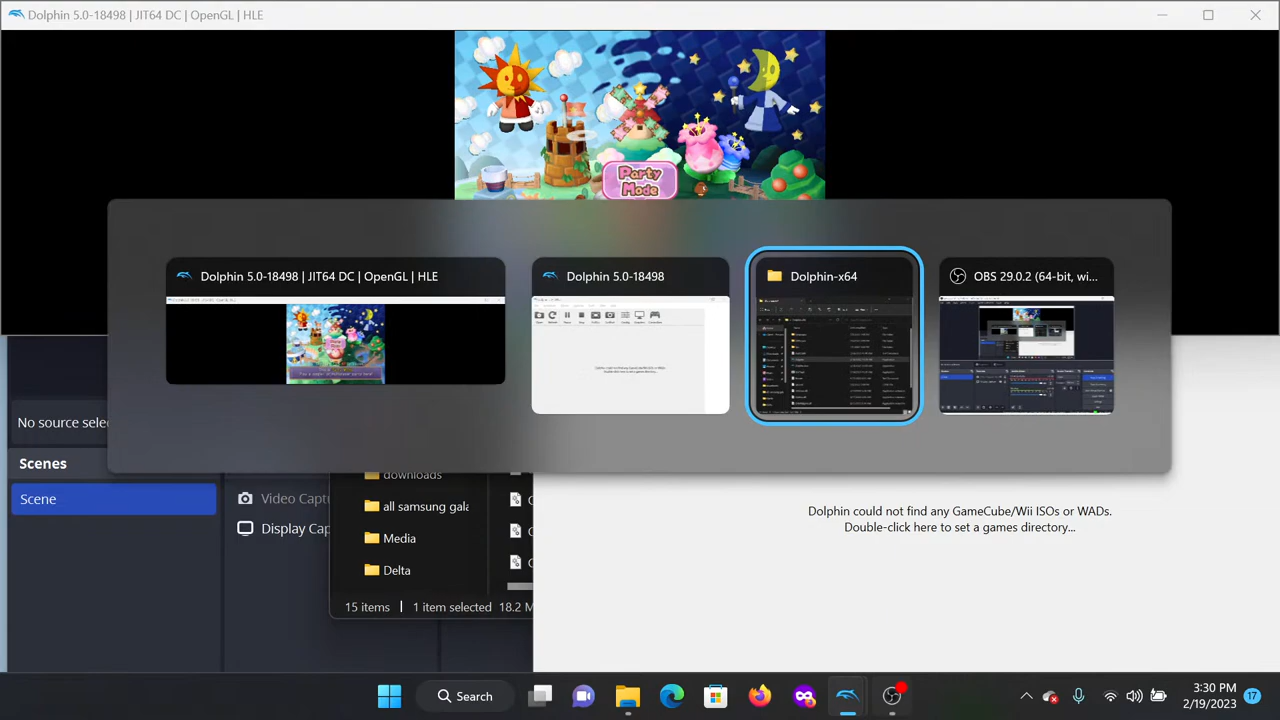 Dolphin 5.0-18498 | JIT64 DC | OpenGL | HLE
Party
Mode
Dolphin 5.0-18498 | JIT64 DC | OpenGL | HLE
Dolphin 5.0-18498
Dolphin-x64
OBS 29.0.2 (64-bit, wi...
No source sele
Scenes
Scene
Video Captu
Display Cap
downloads
all samsung gala
Media
Delta
15 items
1 item selected
18.2 M
Dolphin could not find any GameCube/Wii ISOs or WADs.
Double-click here to set a games directory...
Search
3:30 PM
2/19/2023
17